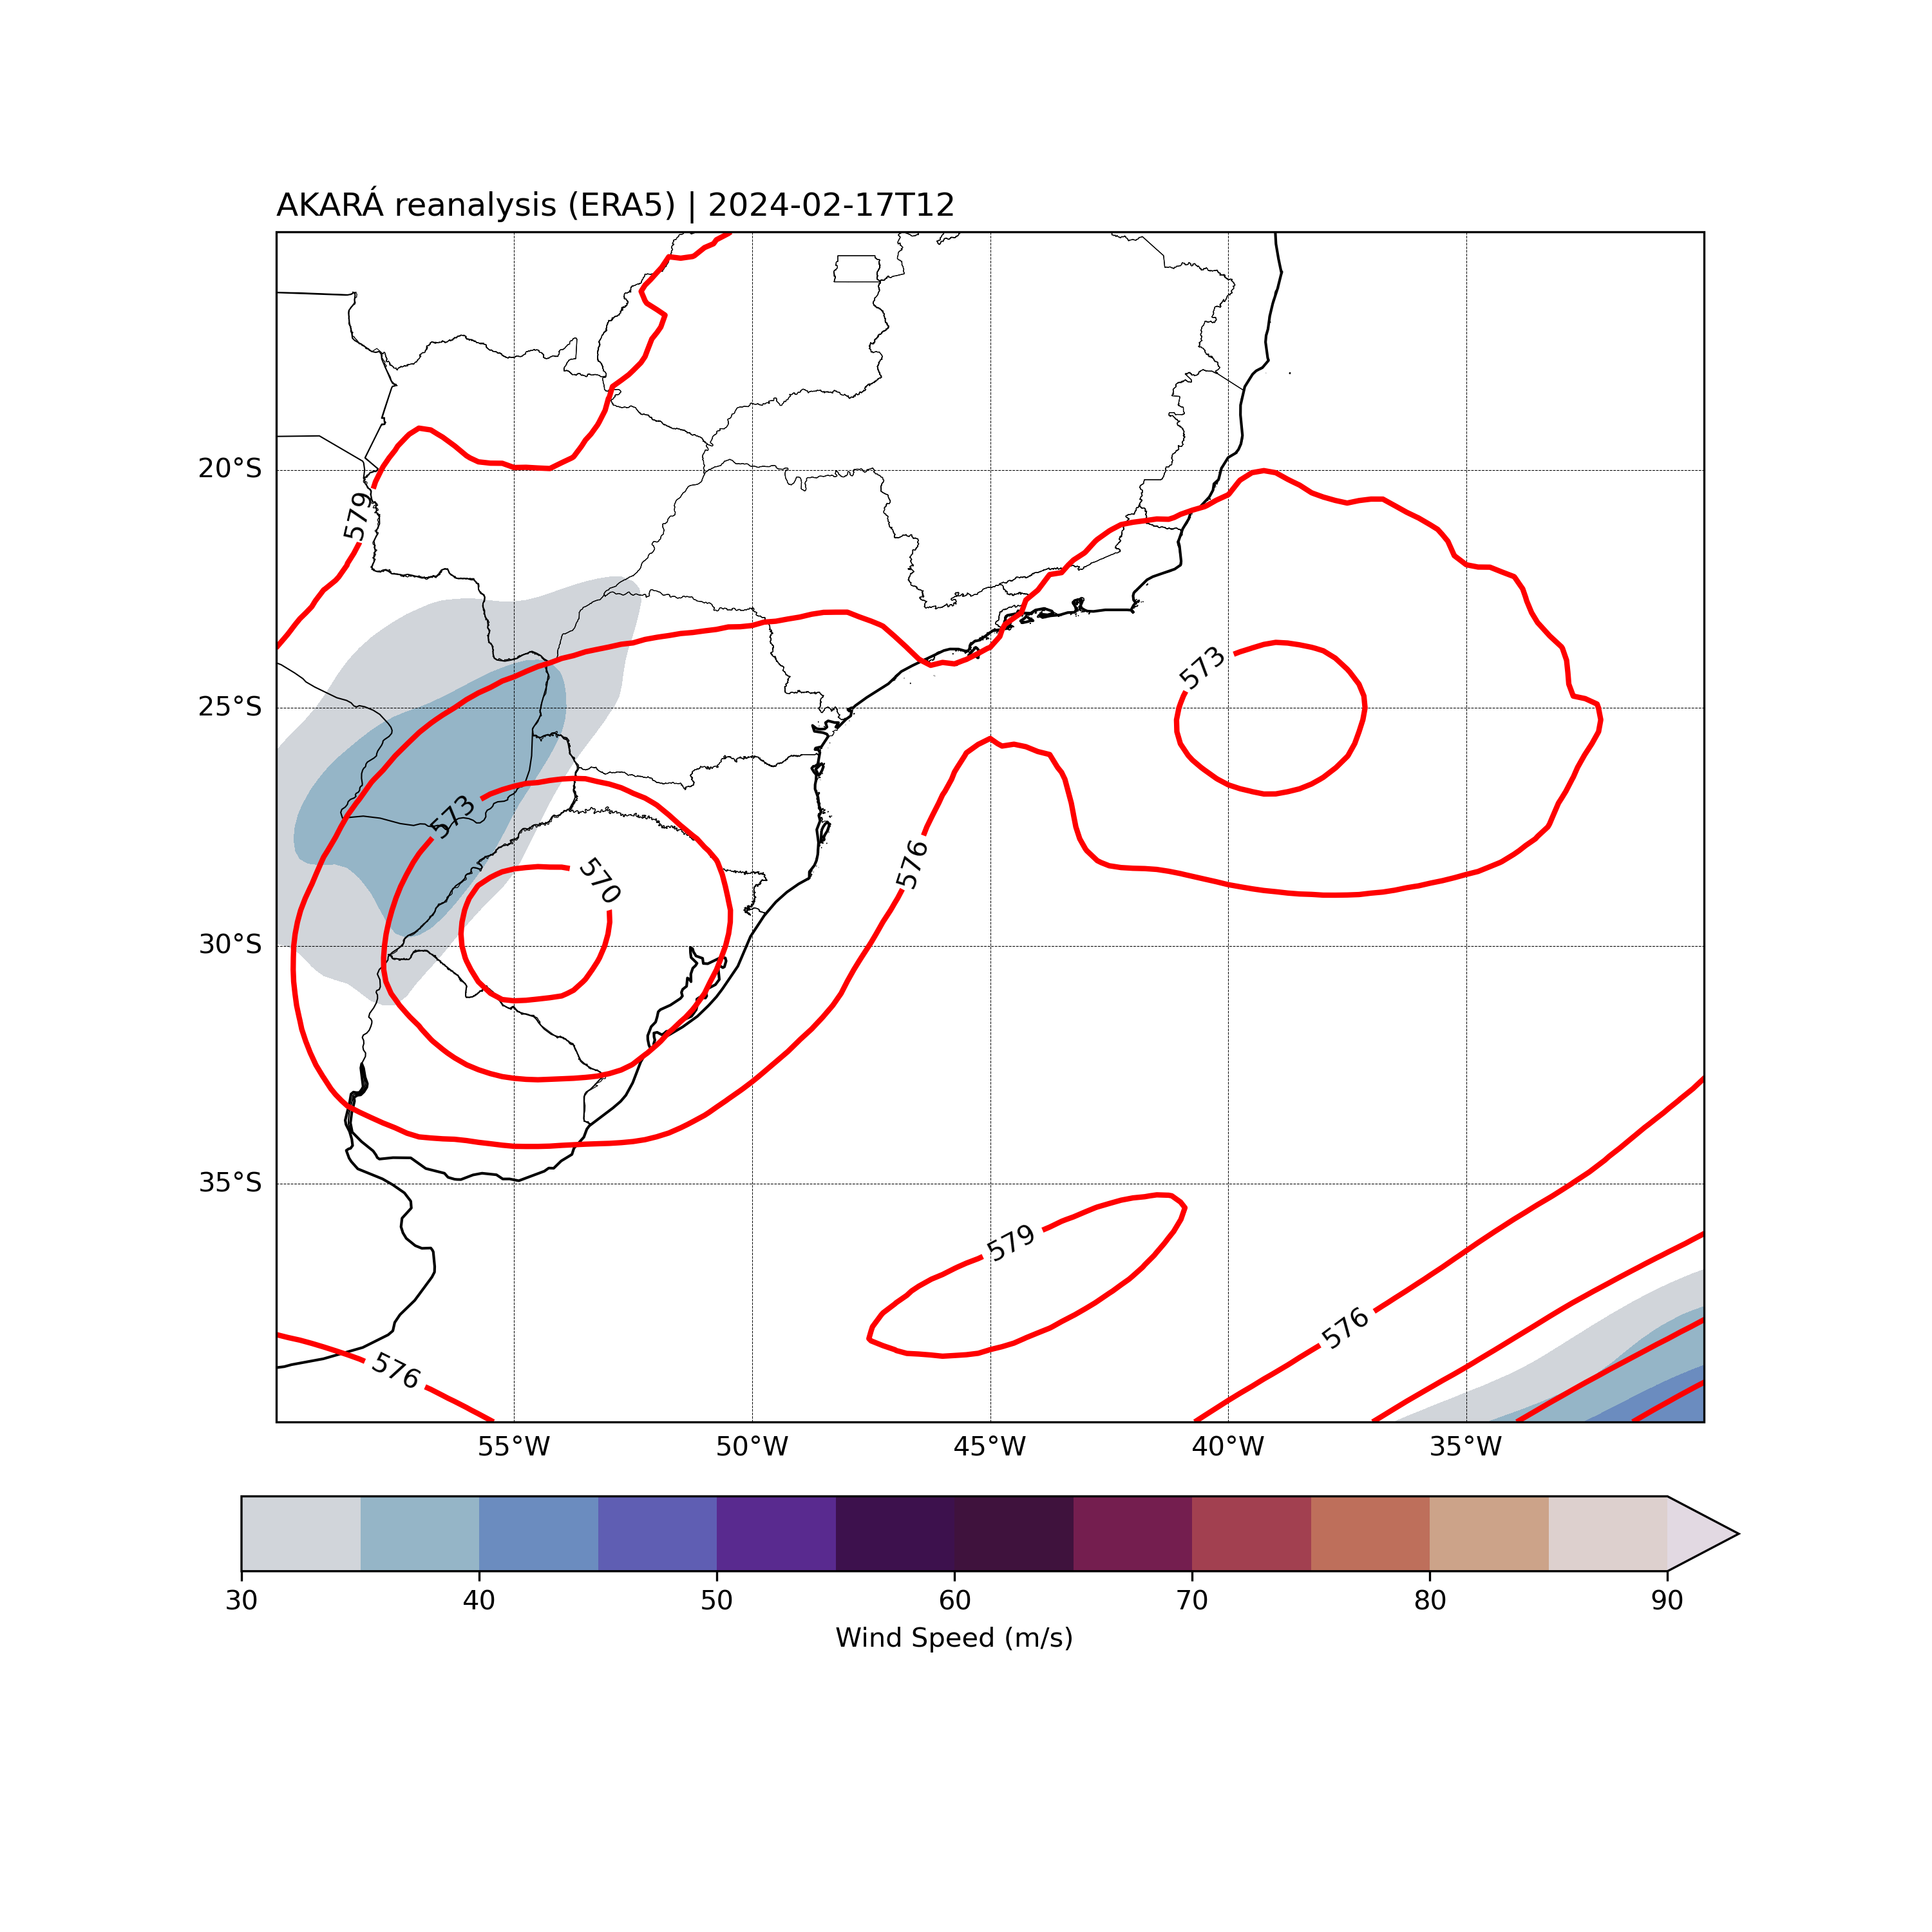 AKARÁ reanalysis (ERA5) | 2024-02-17T12
579
20°S
573
25°S
573
570
576
30°S
35°S
579
576
576
55°W 50°W 45°W 40°W 35°W
30 40 50 60 70 80 90
Wind Speed (m/s)